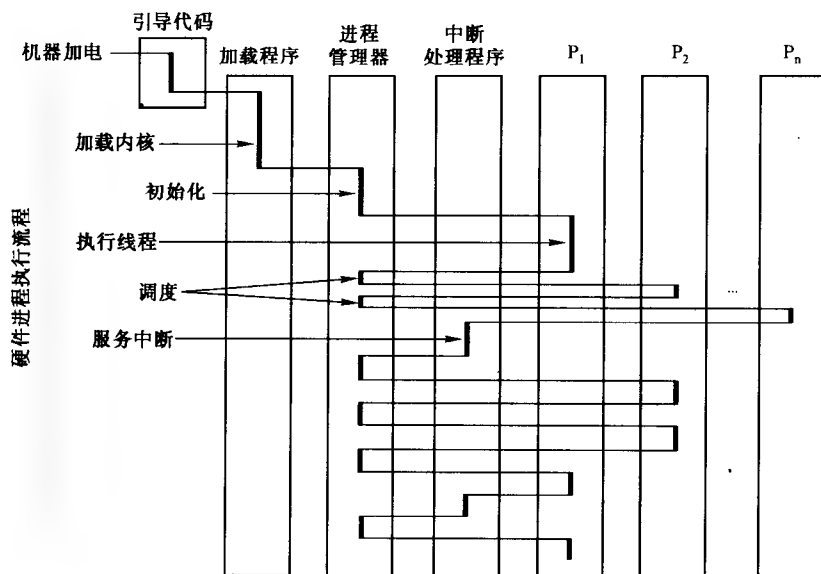 引导代码
机器加电
加载程序
进程
管理器
中断
处理程序
P₁
P₂
Pₙ
加载内核
初始化
执行线程
调度
...
服务中断
硬件进程执行流程